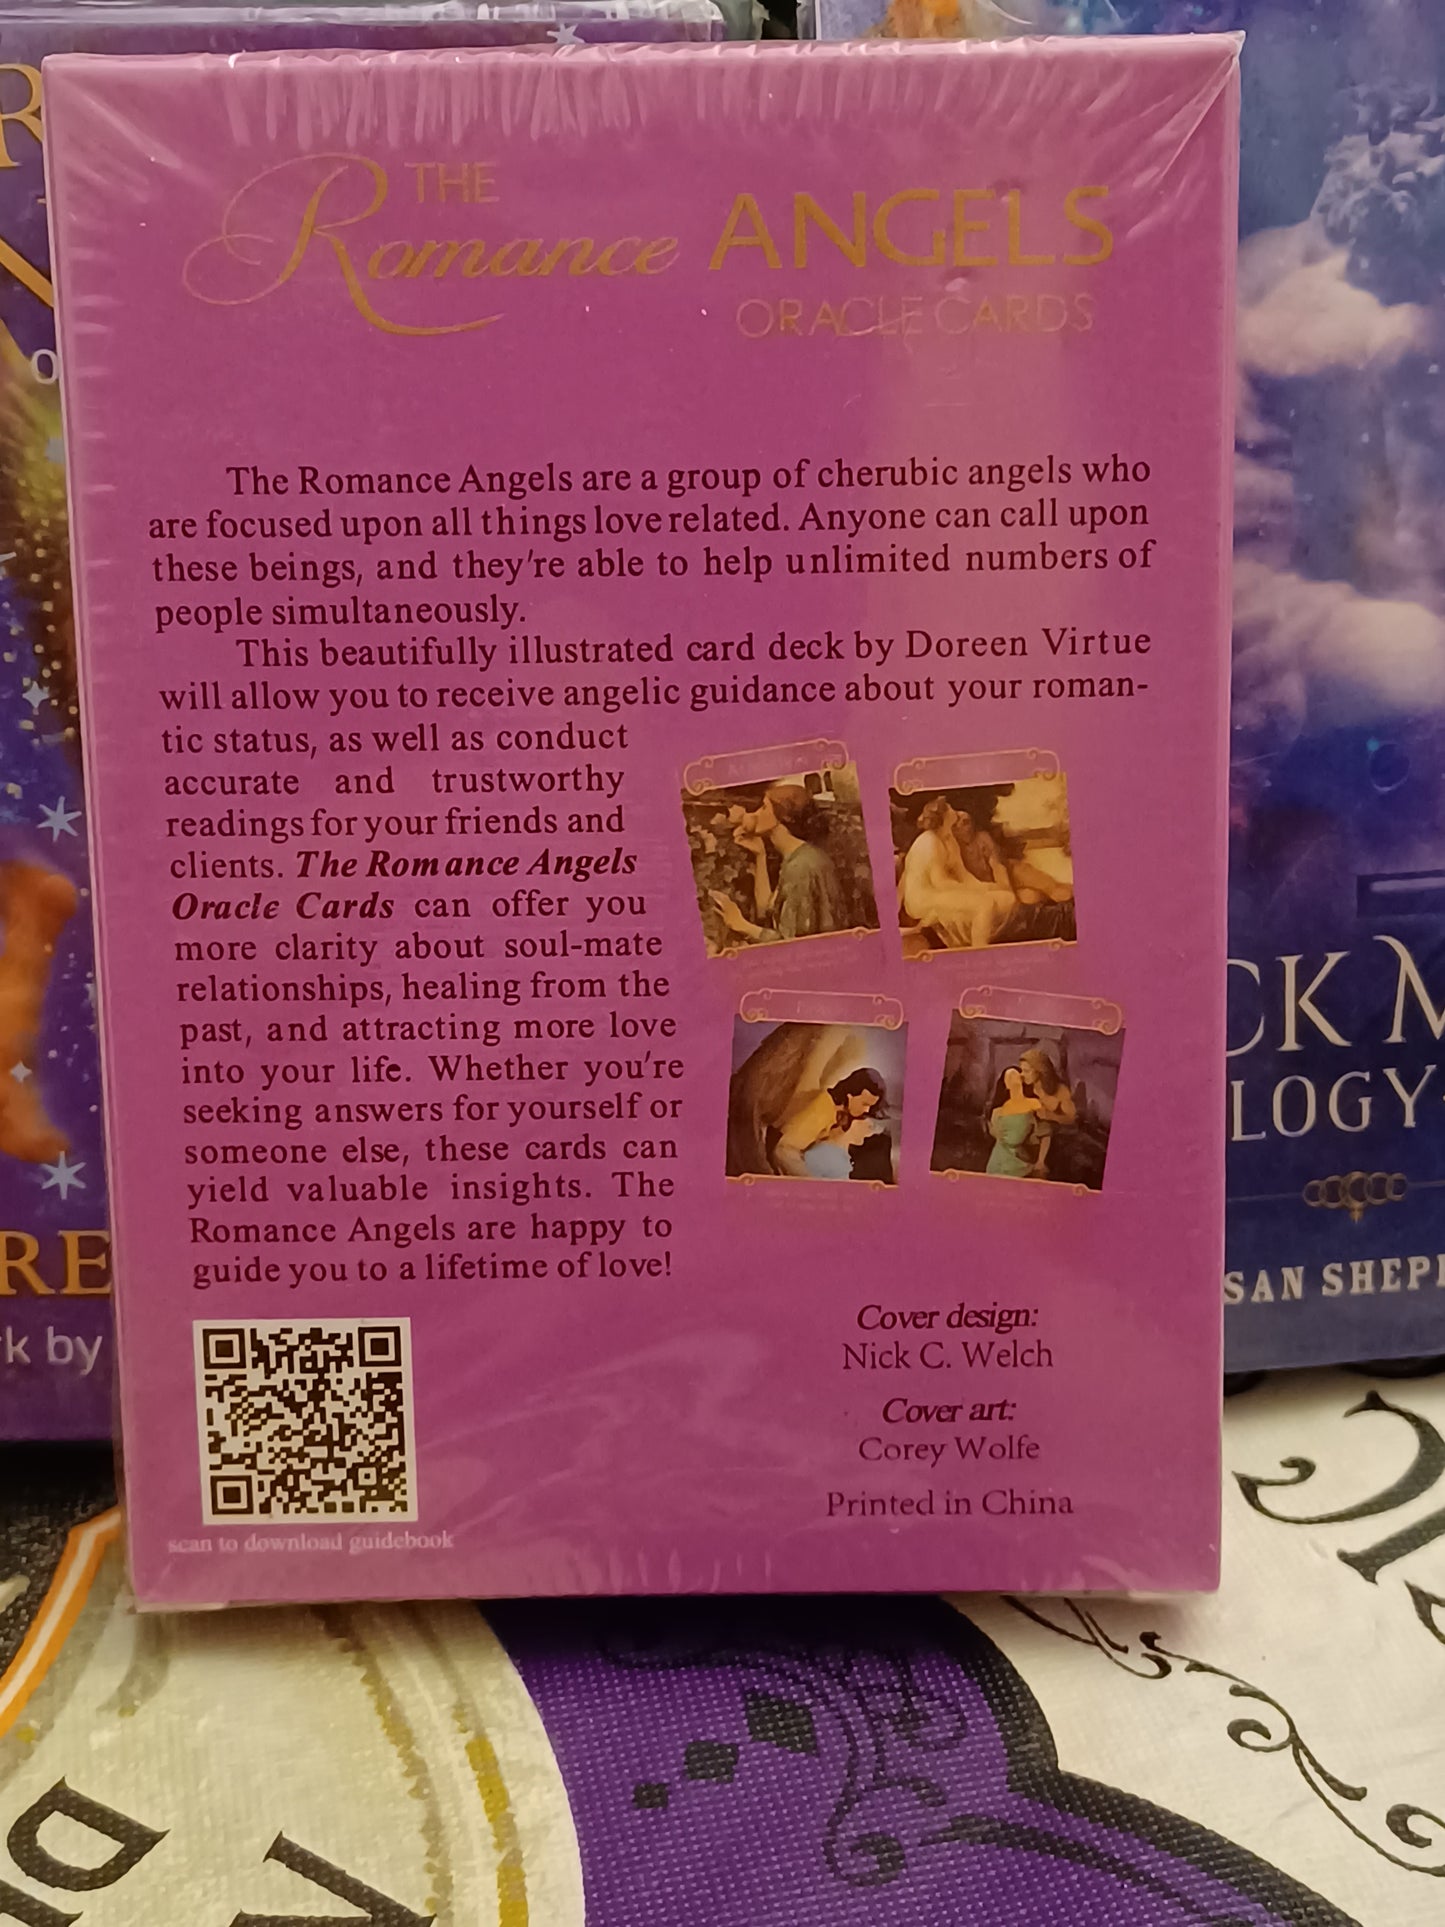 THE
Romance ANGELS
ORACLE CARDS
The Romance Angels are a group of cherubic angels who
are focused upon all things love related. Anyone can call upon
these beings, and they're able to help unlimited numbers of
people simultaneously.
This beautifully illustrated card deck by Doreen Virtue
will allow you to receive angelic guidance about your roman-
tic status, as well as conduct
accurate and trustworthy
readings for your friends and
clients. The Romance Angels
Oracle Cards can offer you
more clarity about soul-mate
relationships, healing from the
past, and attracting more love
into your life. Whether you're
seeking answers for yourself or
someone else, these cards can
yield valuable insights. The
Romance Angels are happy to
guide you to a lifetime of love!
Cover design:
Nick C. Welch
Cover art:
Corey Wolfe
Printed in China
scan to download guidebook
RE
k by
CK M
LOGY
SAN SHEP